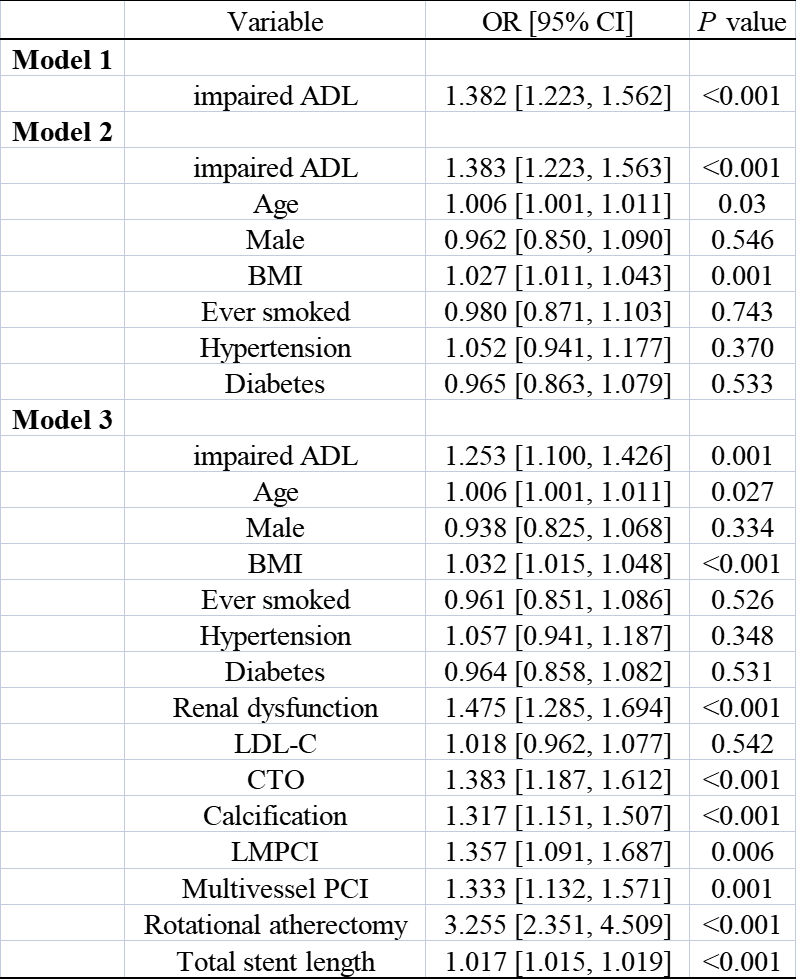 Variable OR [95% CI] P value
Model 1
impaired ADL 1.382 [1.223, 1.562] <0.001
Model 2
impaired ADL 1.383 [1.223, 1.563] <0.001
Age 1.006 [1.001, 1.011] 0.03
Male 0.962 [0.850, 1.090] 0.546
BMI 1.027 [1.011, 1.043] 0.001
Ever smoked 0.980 [0.871, 1.103] 0.743
Hypertension 1.052 [0.941, 1.177] 0.370
Diabetes 0.965 [0.863, 1.079] 0.533
Model 3
impaired ADL 1.253 [1.100, 1.426] 0.001
Age 1.006 [1.001, 1.011] 0.027
Male 0.938 [0.825, 1.068] 0.334
BMI 1.032 [1.015, 1.048] <0.001
Ever smoked 0.961 [0.851, 1.086] 0.526
Hypertension 1.057 [0.941, 1.187] 0.348
Diabetes 0.964 [0.858, 1.082] 0.531
Renal dysfunction 1.475 [1.285, 1.694] <0.001
LDL-C 1.018 [0.962, 1.077] 0.542
CTO 1.383 [1.187, 1.612] <0.001
Calcification 1.317 [1.151, 1.507] <0.001
LMPCI 1.357 [1.091, 1.687] 0.006
Multivessel PCI 1.333 [1.132, 1.571] 0.001
Rotational atherectomy 3.255 [2.351, 4.509] <0.001
Total stent length 1.017 [1.015, 1.019] <0.001